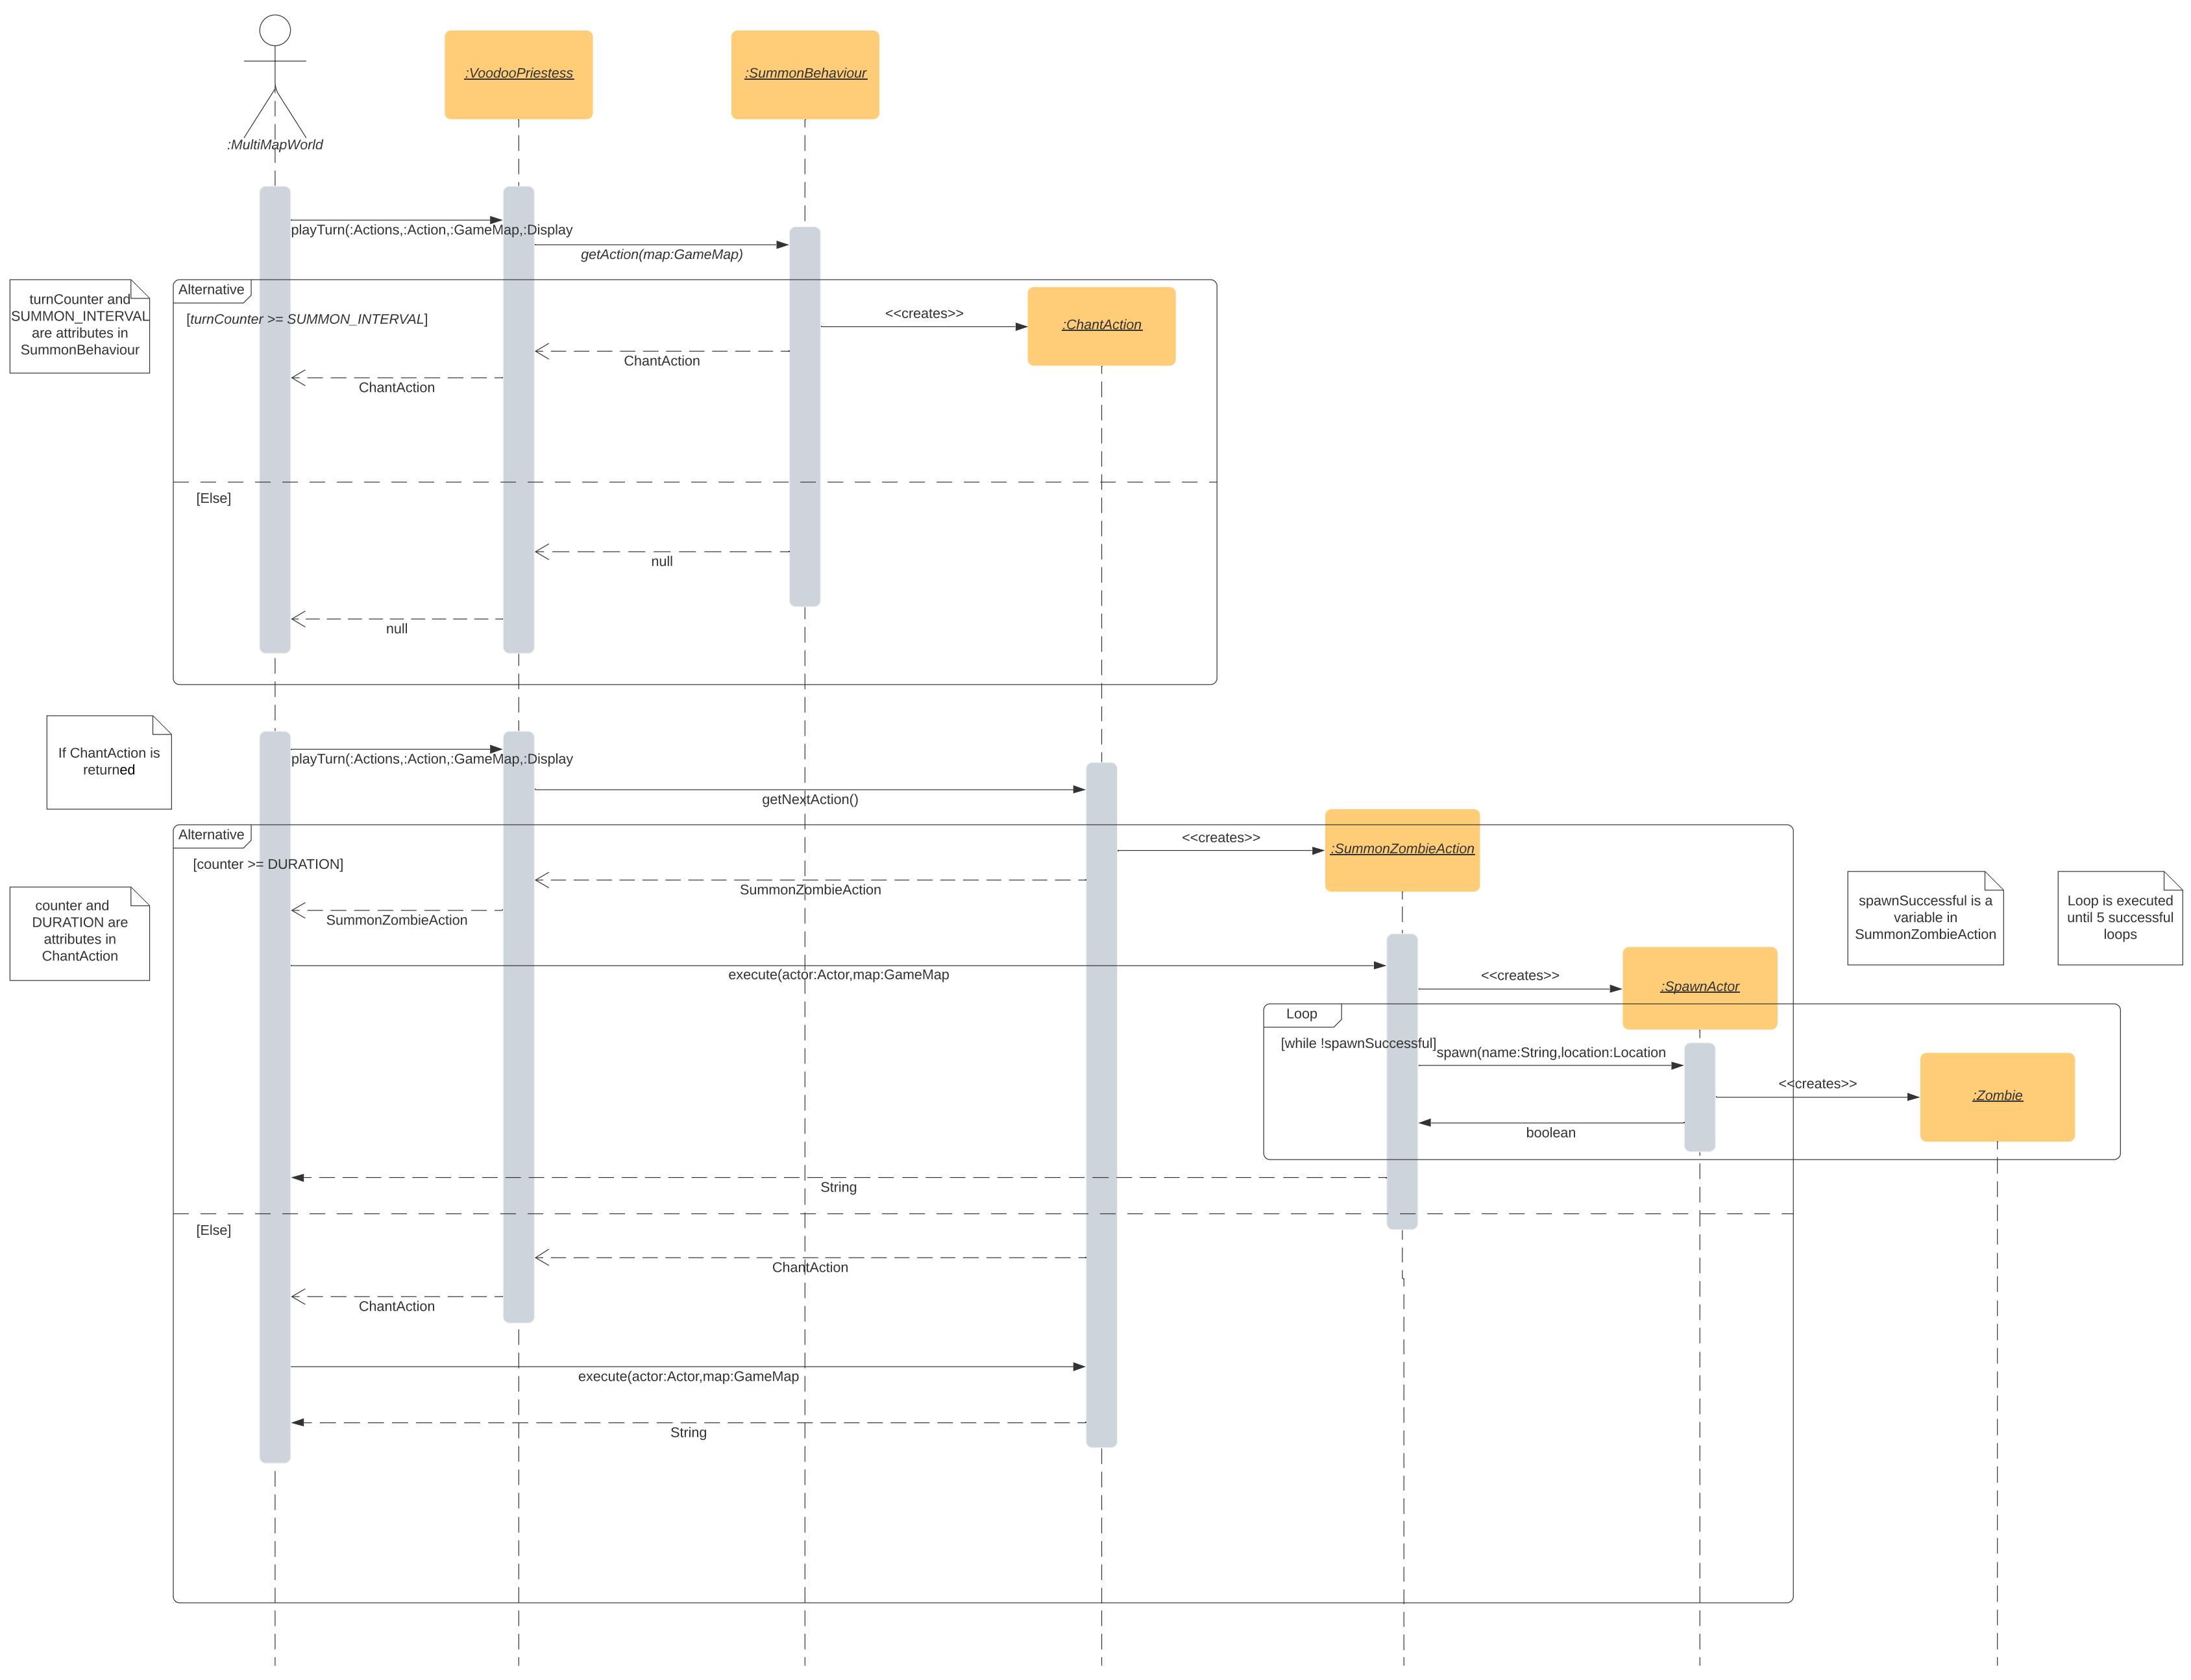 :VoodooPriestess
:SummonBehaviour
:MultiMapWorld
playTurn(:Actions,:Action,:GameMap,:Display
getAction(map:GameMap)
turnCounter and
SUMMON_INTERVAL
are attributes in
SummonBehaviour
Alternative
[turnCounter >= SUMMON_INTERVAL]
<<creates>>
:ChantAction
ChantAction
ChantAction
[Else]
null
null
If ChantAction is
returned
playTurn(:Actions,:Action,:GameMap,:Display
getNextAction()
Alternative
[counter >= DURATION]
<<creates>>
:SummonZombieAction
SummonZombieAction
SummonZombieAction
counter and
DURATION are
attributes in
ChantAction
spawnSuccessful is a
variable in
SummonZombieAction
Loop is executed
until 5 successful
loops
execute(actor:Actor,map:GameMap
<<creates>>
:SpawnActor
Loop
[while !spawnSuccessful]
spawn(name:String,location:Location
<<creates>>
:Zombie
boolean
String
[Else]
ChantAction
ChantAction
execute(actor:Actor,map:GameMap
String